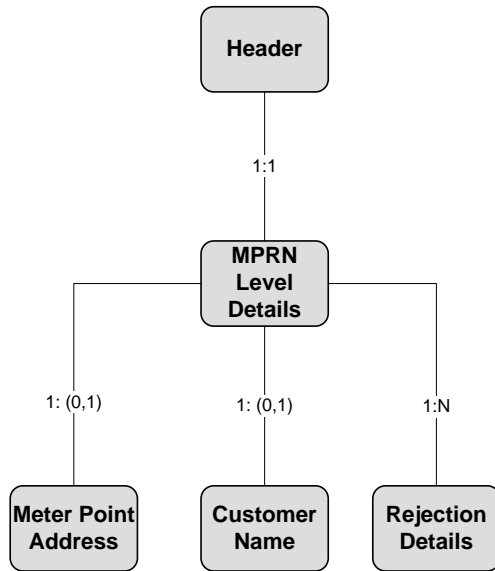 Header
1:1
MPRN
Level
Details
1: (0,1)
1: (0,1)
1:N
Meter Point
Address
Customer
Name
Rejection
Details